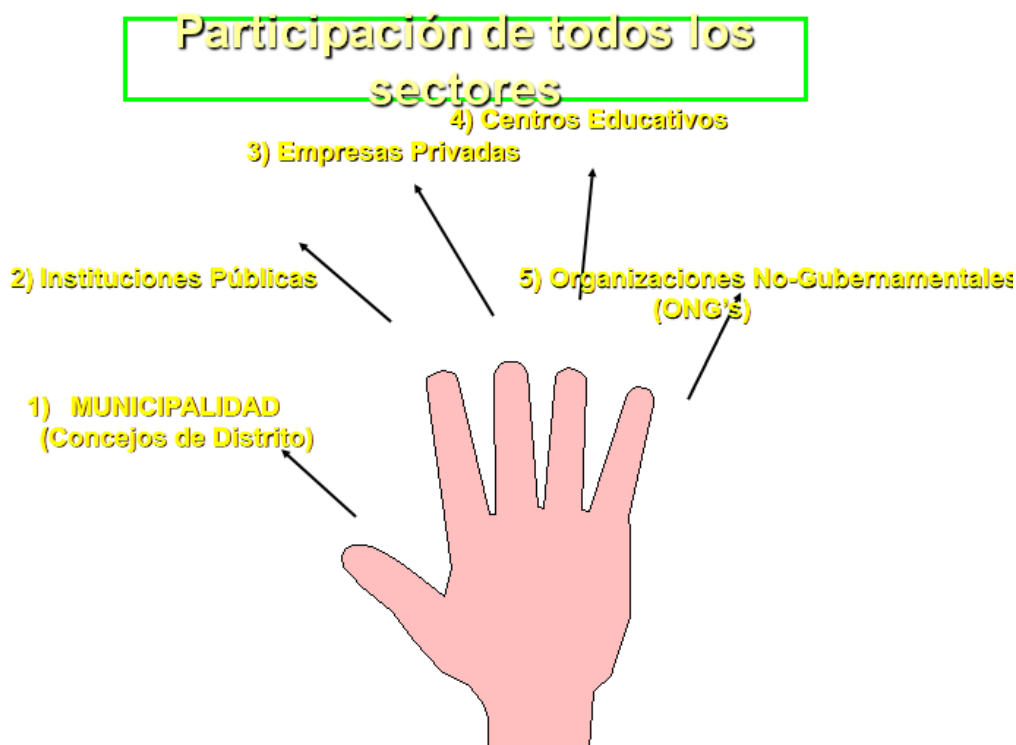 Participación de todos los
sectores
4) Centros Educativos
3) Empresas Privadas
2) Instituciones Públicas
5) Organizaciones No-Gubernamentales
(ONG's)
1) MUNICIPALIDAD
(Concejos de Distrito)